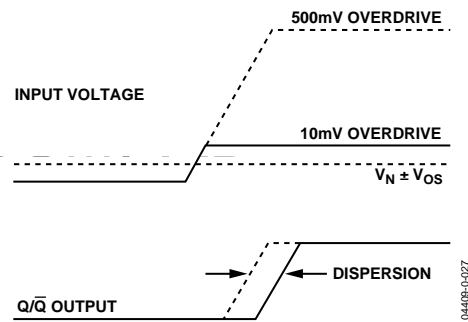 500mV OVERDRIVE
INPUT VOLTAGE
10mV OVERDRIVE
V_N ± V_OS
DISPERSION
Q/Q̅ OUTPUT
04409-0-027